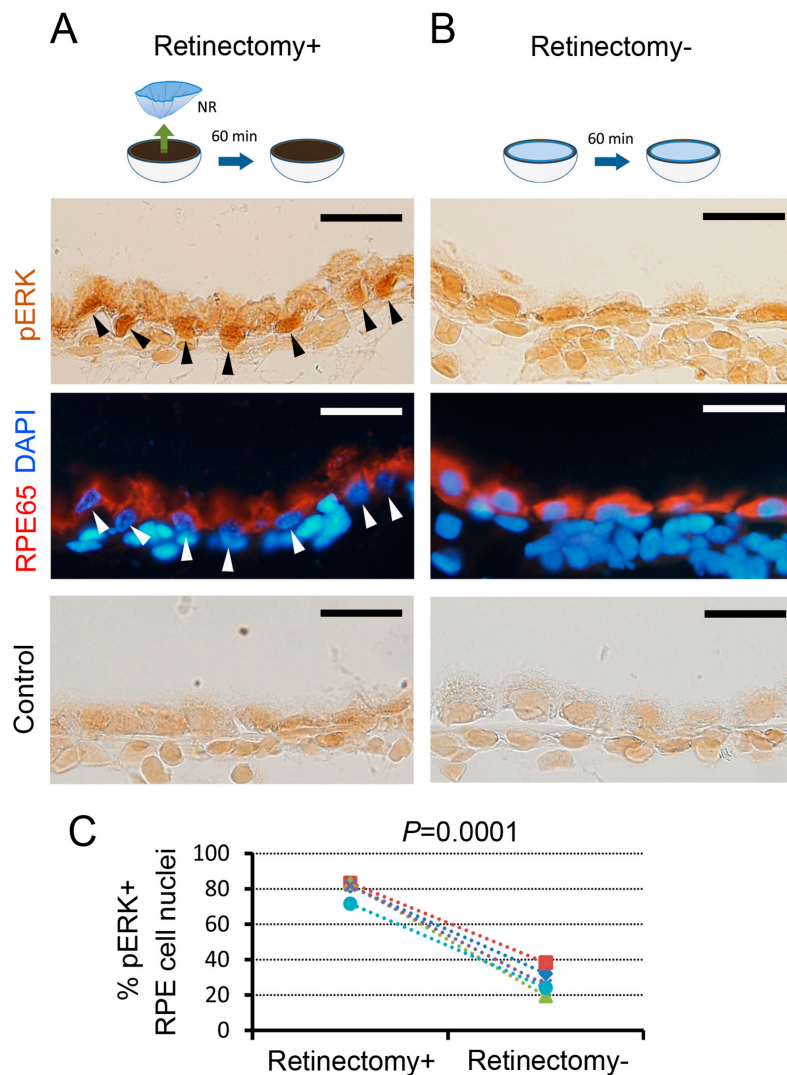 A
Retinectomy+
NR
60 min
B
Retinectomy-
60 min
pERK
RPE65 DAPI
Control
C
P=0.0001
% pERK+
RPE cell nuclei
100
80
60
40
20
0
Retinectomy+
Retinectomy-